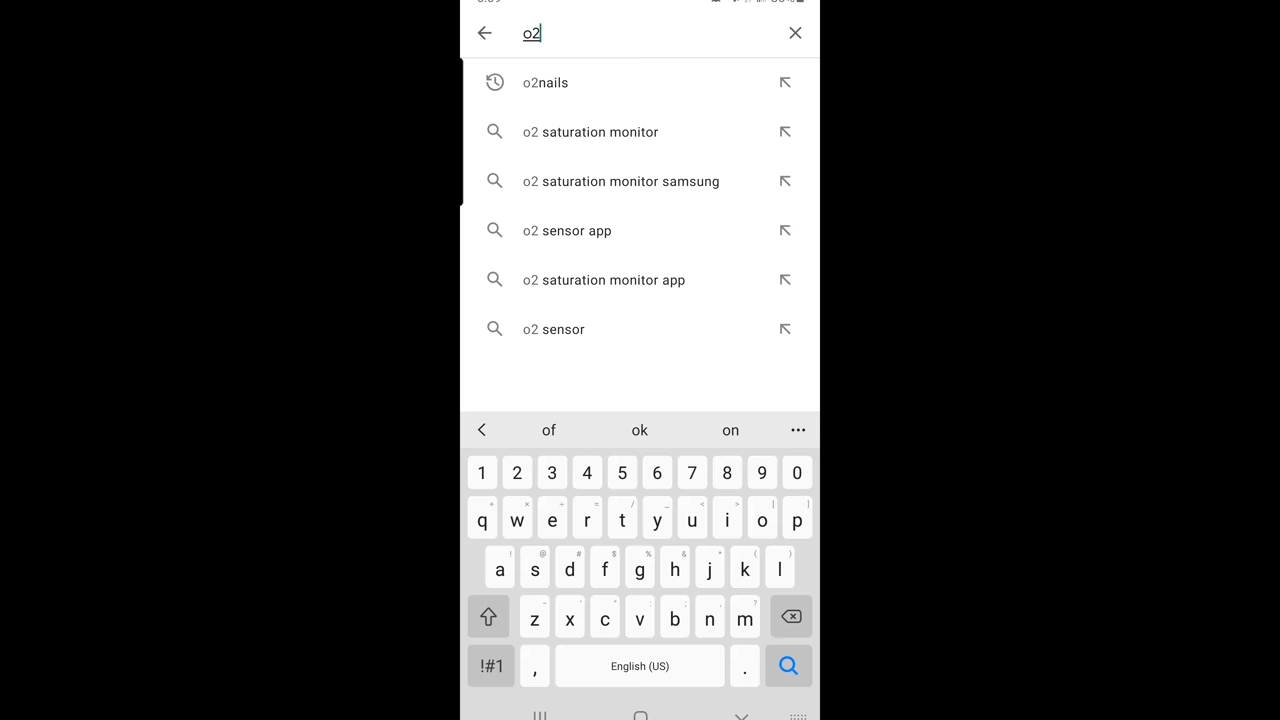 o2
o2nails
o2 saturation monitor
o2 saturation monitor samsung
o2 sensor app
o2 saturation monitor app
o2 sensor
of ok on
1 2 3 4 5 6 7 8 9 0
q w e r t y u i o p
a s d f g h j k l
z x c v b n m
!#1 , English (US) .